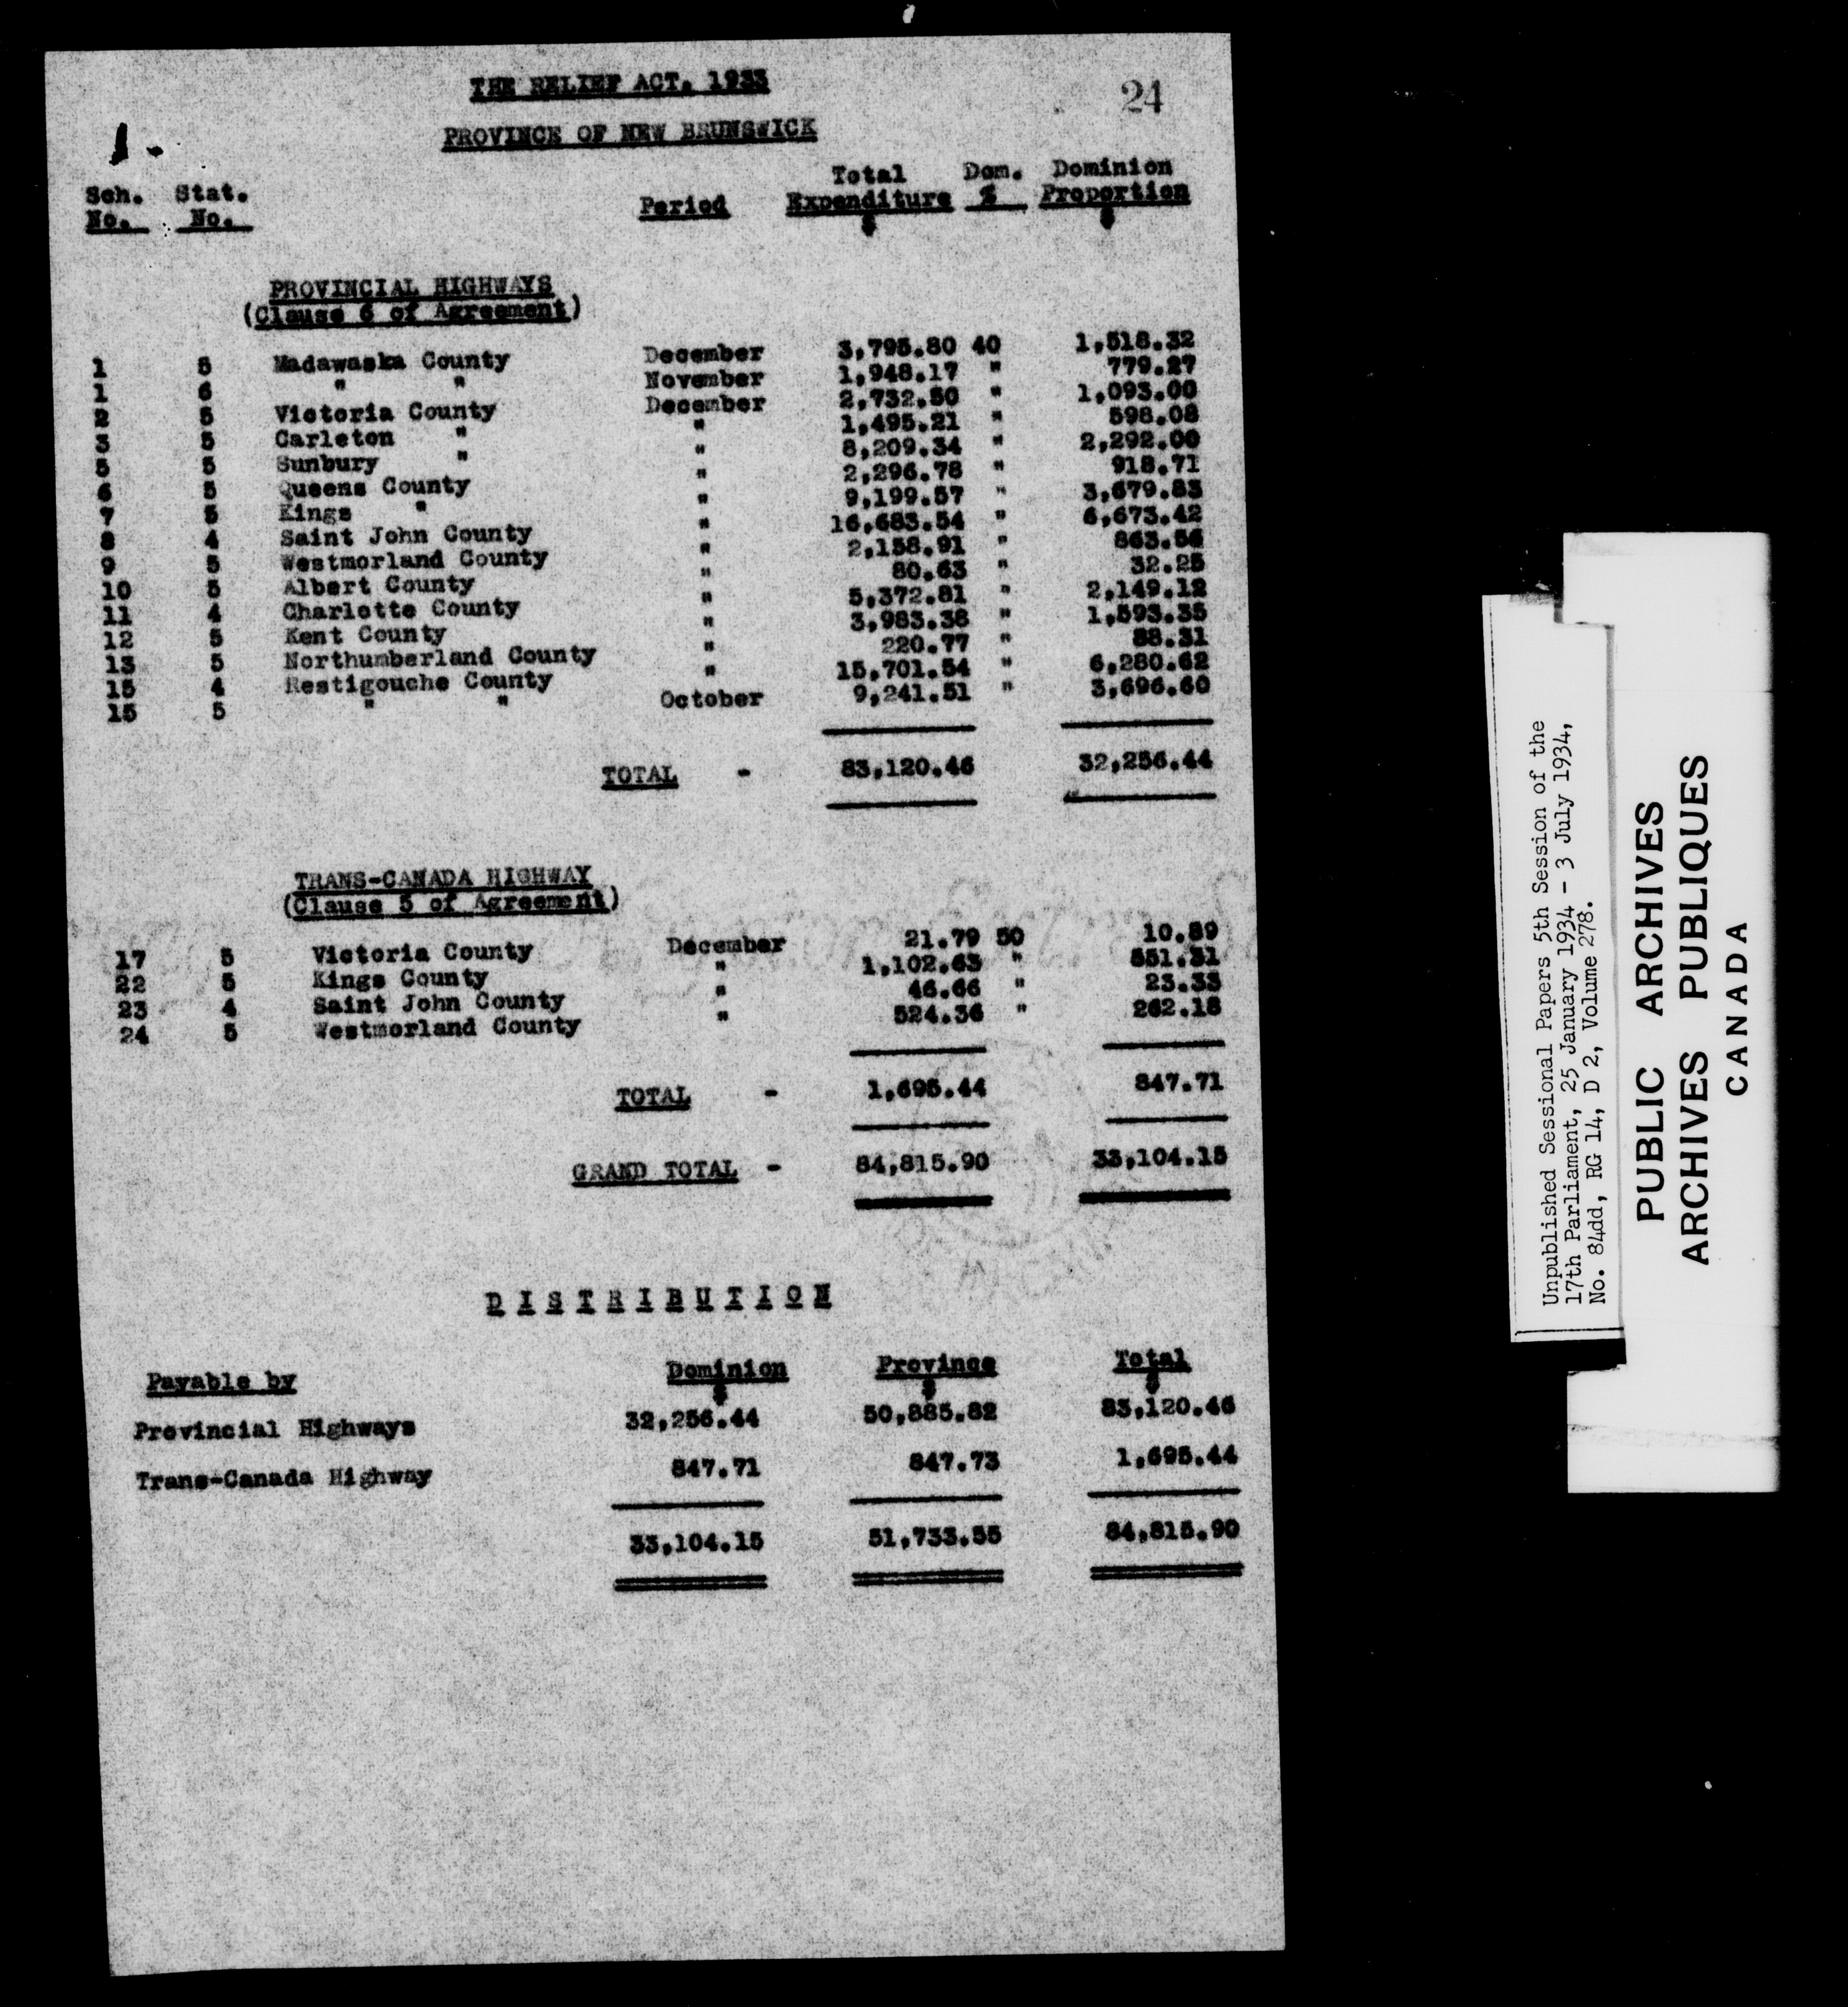 THE RELIEF ACT, 1933
24
PROVINCE OF NEW BRUNSWICK
1-
Sch. Stat. Total Dom. Dominion
No. No. Period Expenditure % Proportion
$ $
PROVINCIAL HIGHWAYS
(Clause 6 of Agreement)
1 5 Madawaska County December 3,795.80 40 1,518.32
1 6 " " November 1,948.17 " 779.27
2 5 Victoria County December 2,732.50 " 1,093.00
3 5 Carleton " " 1,495.21 " 598.08
5 5 Sunbury " " 8,209.34 " 2,292.00
6 5 Queens County " 2,296.78 " 918.71
7 5 Kings " " 9,199.57 " 3,679.83
8 4 Saint John County " 16,683.54 " 6,673.42
9 5 Westmorland County " 2,158.91 " 863.56
10 5 Albert County " 80.63 " 32.25
11 4 Charlotte County " 5,372.81 " 2,149.12
12 5 Kent County " 3,983.38 " 1,593.35
13 5 Northumberland County " 220.77 " 88.31
15 4 Restigouche County " 15,701.54 " 6,280.62
15 5 " " October 9,241.51 " 3,696.60
TOTAL - 83,120.46 32,256.44
TRANS-CANADA HIGHWAY
(Clause 5 of Agreement)
17 5 Victoria County December 21.79 50 10.89
22 5 Kings County " 1,102.63 " 551.31
23 4 Saint John County " 46.66 " 23.33
24 5 Westmorland County " 524.36 " 262.18
TOTAL - 1,695.44 847.71
GRAND TOTAL - 84,815.90 33,104.15
DISTRIBUTION
Payable by Dominion Province Total
$ $ $
Provincial Highways 32,256.44 50,885.82 83,120.46
Trans-Canada Highway 847.71 847.73 1,695.44
33,104.15 51,733.55 84,815.90
Unpublished Sessional Papers 5th Session of the
17th Parliament, 25 January 1934 - 3 July 1934,
No. 84dd, RG 14, D 2, Volume 278.
PUBLIC ARCHIVES
ARCHIVES PUBLIQUES
CANADA